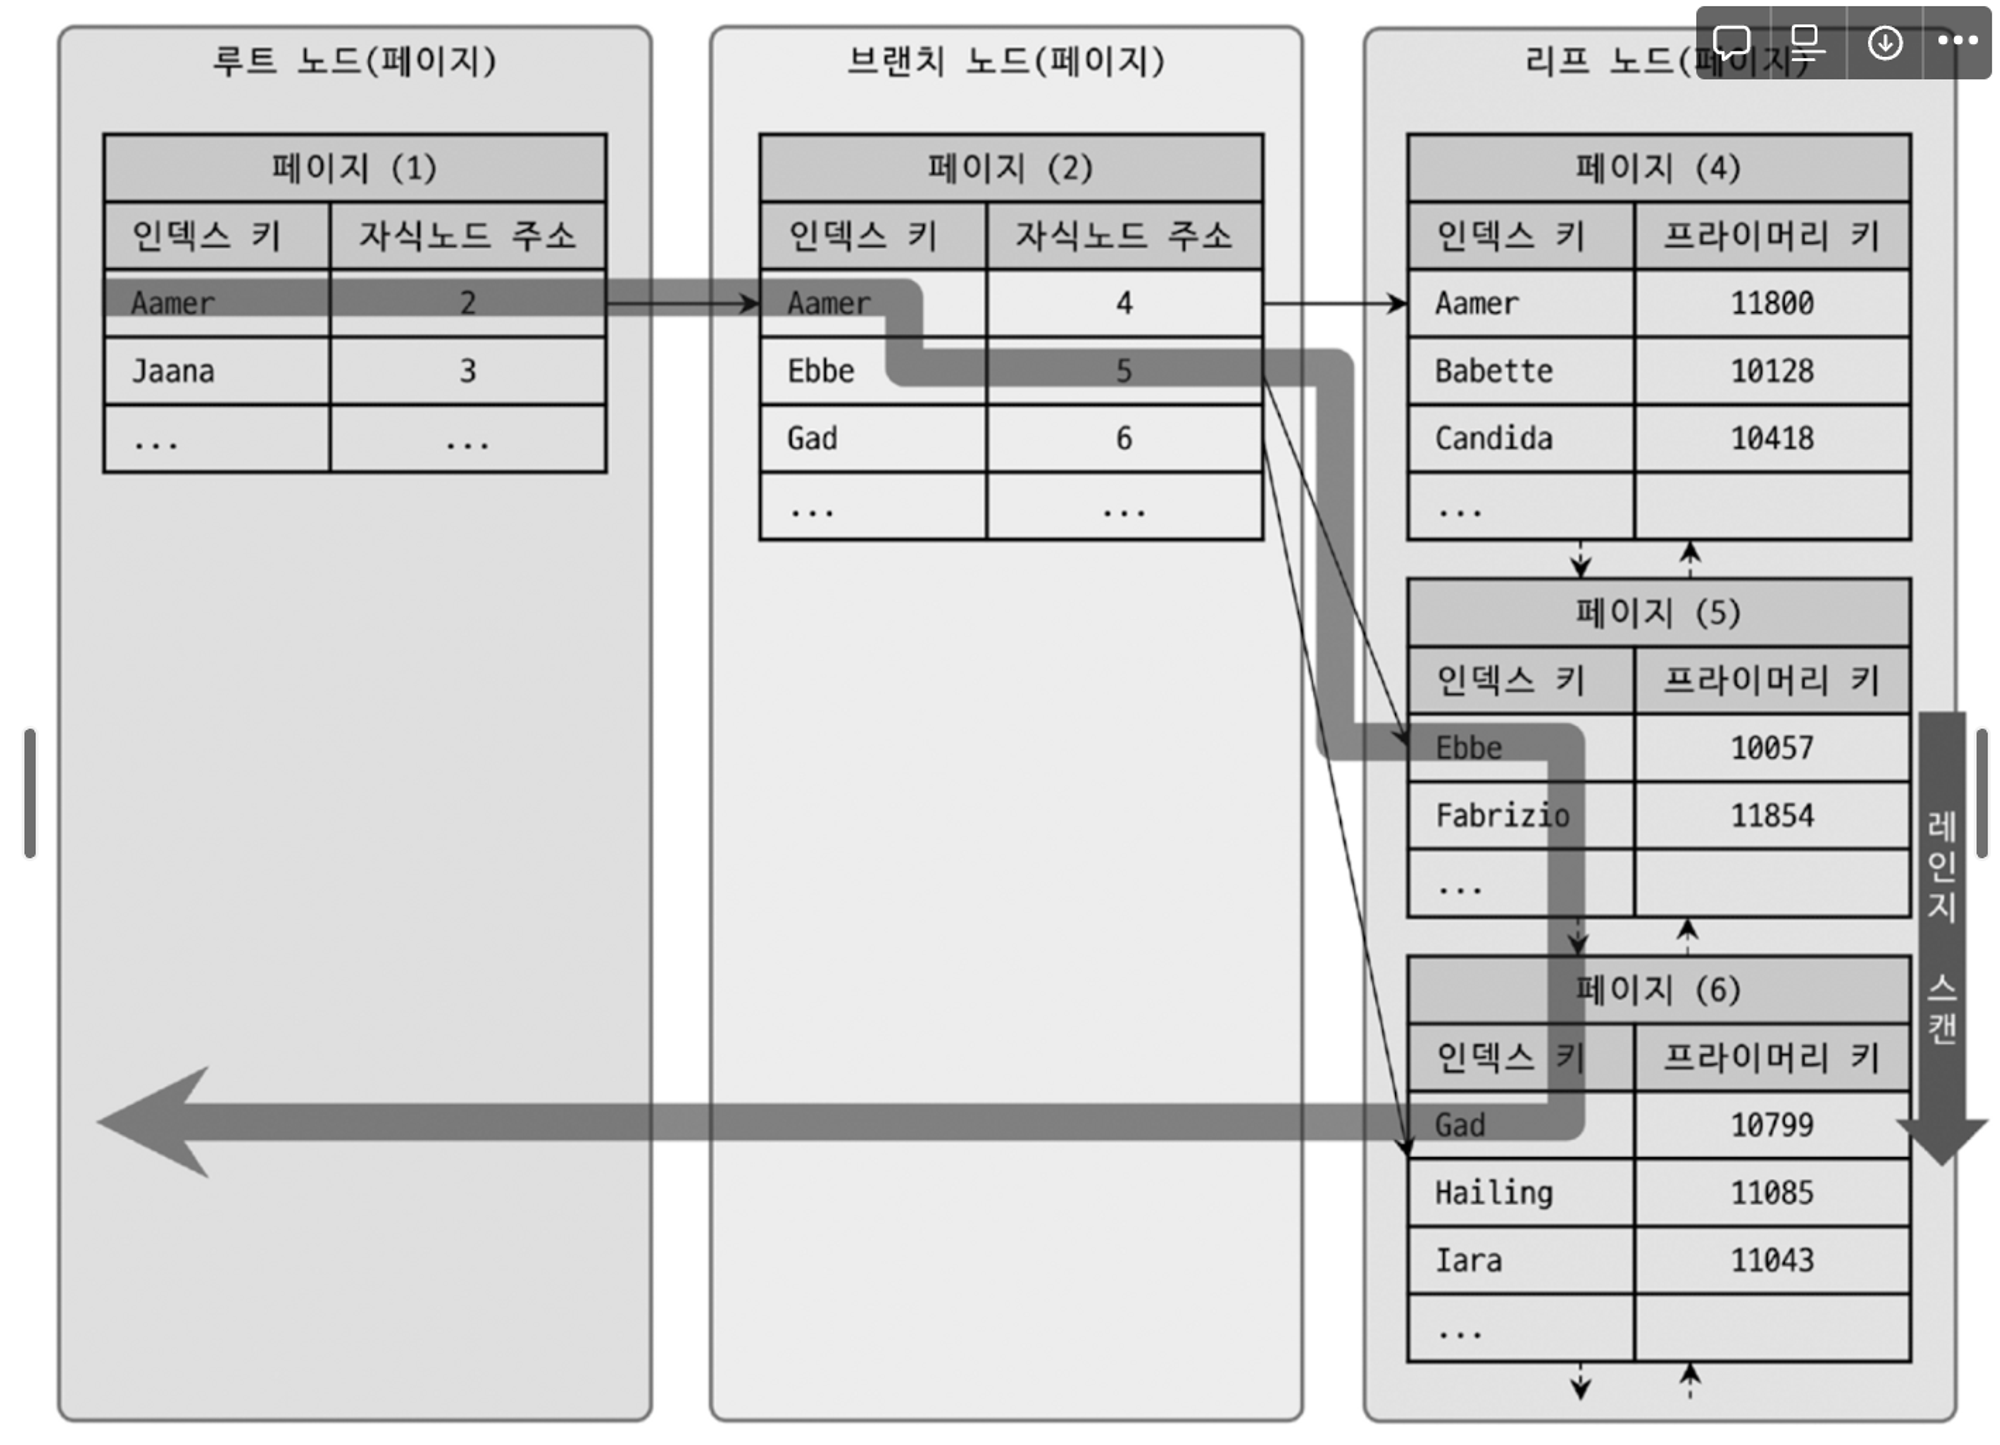 루트 노드(페이지)
페이지 (1)
인덱스 키 자식노드 주소
Aamer 2
Jaana 3
... ...
브랜치 노드(페이지)
페이지 (2)
인덱스 키 자식노드 주소
Aamer 4
Ebbe 5
Gad 6
... ...
리프 노드(페이지)
페이지 (4)
인덱스 키 프라이머리 키
Aamer 11800
Babette 10128
Candida 10418
...
페이지 (5)
인덱스 키 프라이머리 키
Ebbe 10057
Fabrizio 11854
...
페이지 (6)
인덱스 키 프라이머리 키
Gad 10799
Hailing 11085
Iara 11043
...
레인지 스캔